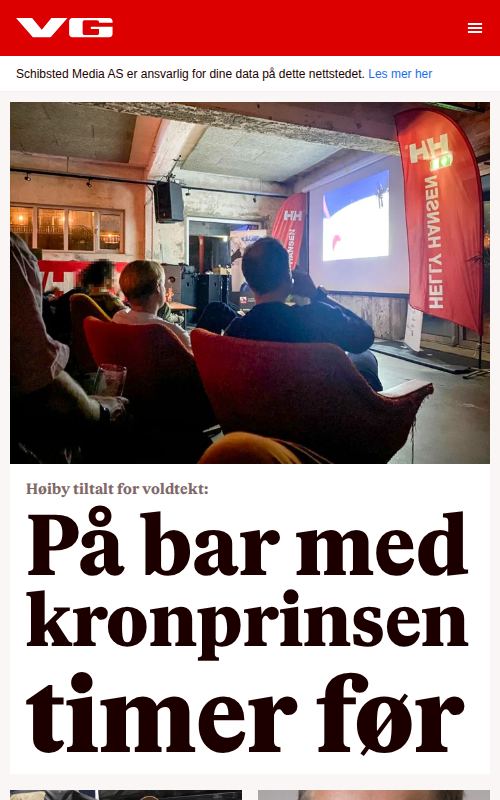 VG
Schibsted Media AS er ansvarlig for dine data på dette nettstedet. Les mer her
HH
HELLY HANSEN
HH
HANSEN
Høiby tiltalt for voldtekt:
På bar med
kronprinsen
timer før